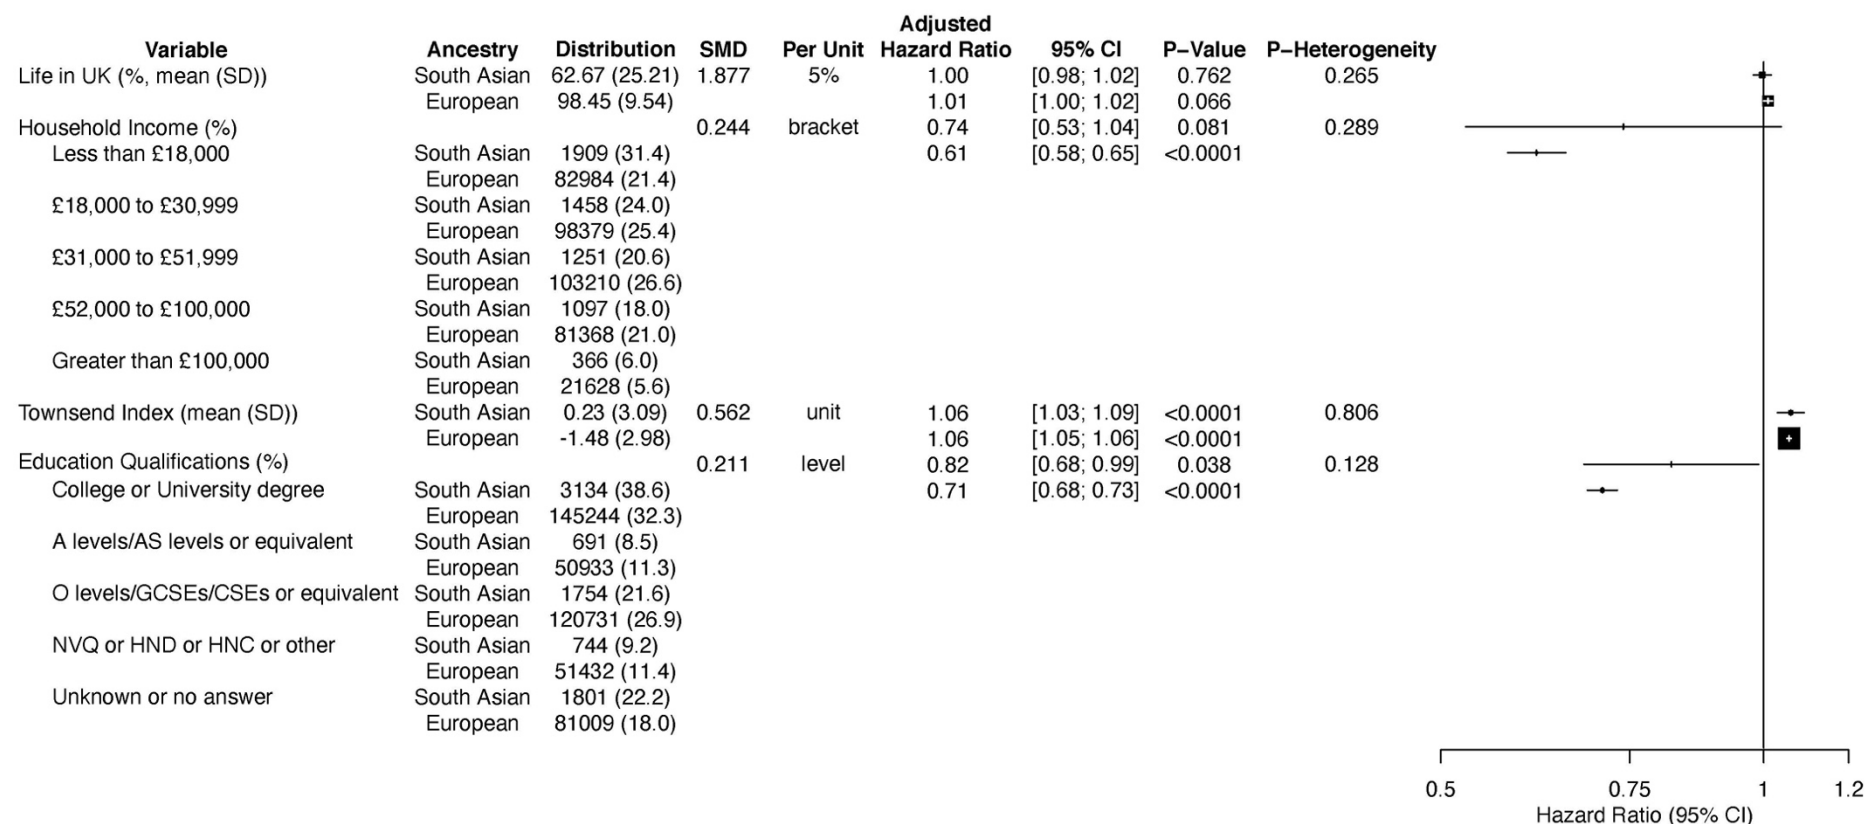 Adjusted
Variable Ancestry Distribution SMD Per Unit Hazard Ratio 95% CI P−Value P−Heterogeneity
Life in UK (%, mean (SD)) South Asian 62.67 (25.21) 1.877 5% 1.00 [0.98; 1.02] 0.762 0.265
European 98.45 (9.54) 1.01 [1.00; 1.02] 0.066
Household Income (%) 0.244 bracket 0.74 [0.53; 1.04] 0.081 0.289
Less than £18,000 South Asian 1909 (31.4) 0.61 [0.58; 0.65] <0.0001
European 82984 (21.4)
£18,000 to £30,999 South Asian 1458 (24.0)
European 98379 (25.4)
£31,000 to £51,999 South Asian 1251 (20.6)
European 103210 (26.6)
£52,000 to £100,000 South Asian 1097 (18.0)
European 81368 (21.0)
Greater than £100,000 South Asian 366 (6.0)
European 21628 (5.6)
Townsend Index (mean (SD)) South Asian 0.23 (3.09) 0.562 unit 1.06 [1.03; 1.09] <0.0001 0.806
European -1.48 (2.98) 1.06 [1.05; 1.06] <0.0001
Education Qualifications (%) 0.211 level 0.82 [0.68; 0.99] 0.038 0.128
College or University degree South Asian 3134 (38.6) 0.71 [0.68; 0.73] <0.0001
European 145244 (32.3)
A levels/AS levels or equivalent South Asian 691 (8.5)
European 50933 (11.3)
O levels/GCSEs/CSEs or equivalent South Asian 1754 (21.6)
European 120731 (26.9)
NVQ or HND or HNC or other South Asian 744 (9.2)
European 51432 (11.4)
Unknown or no answer South Asian 1801 (22.2)
European 81009 (18.0)
0.5 0.75 1 1.2
Hazard Ratio (95% CI)